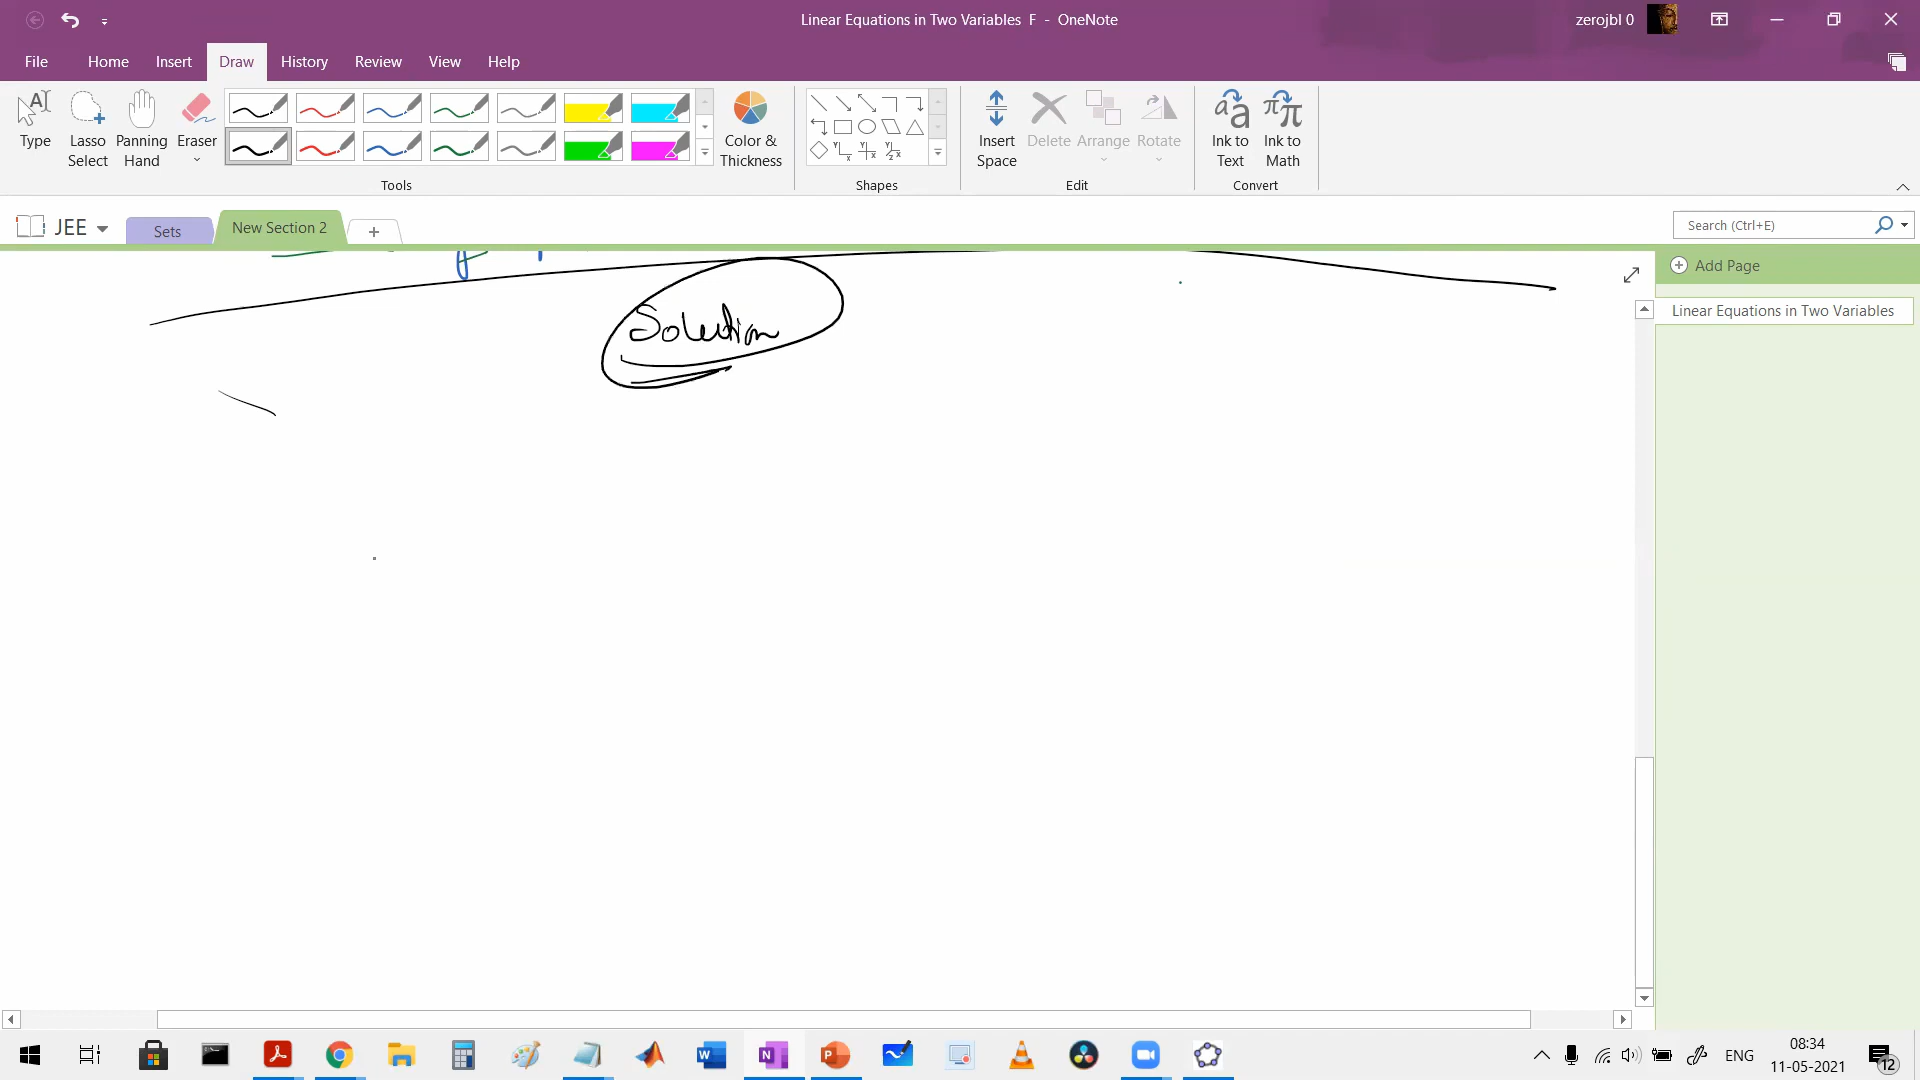 Linear Equations in Two Variables F - OneNote
zerojbl 0
File Home Insert Draw History Review View Help
Type
Lasso Select
Panning Hand
Eraser
Color & Thickness
Insert Space
Delete
Arrange
Rotate
Ink to Text
Ink to Math
Tools
Shapes
Edit
Convert
JEE
Sets
New Section 2
Search (Ctrl+E)
Add Page
Linear Equations in Two Variables
Solution
ENG
08:34
11-05-2021
12